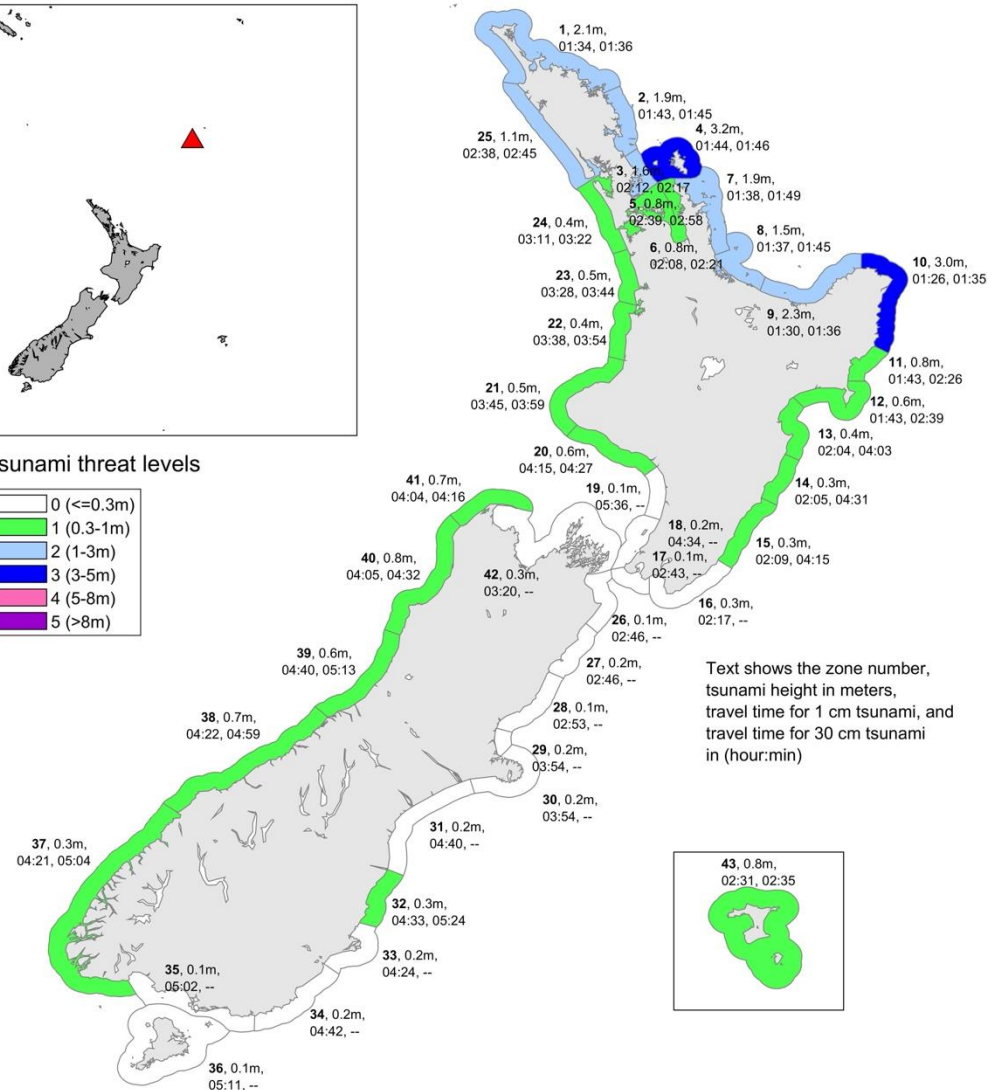 1, 2.1m,
01:34, 01:36
2, 1.9m,
01:43, 01:45
4, 3.2m,
01:44, 01:46
25, 1.1m,
02:38, 02:45
3, 1.6
02:12, 02:17
7, 1.9m,
01:38, 01:49
5, 0.8m,
02:39, 02:58
24, 0.4m,
03:11, 03:22
6, 0.8m,
02:08, 02:21
8, 1.5m,
01:37, 01:45
10, 3.0m,
01:26, 01:35
23, 0.5m,
03:28, 03:44
9, 2.3m,
01:30, 01:36
22, 0.4m,
03:38, 03:54
11, 0.8m,
01:43, 02:26
21, 0.5m,
03:45, 03:59
12, 0.6m,
01:43, 02:39
13, 0.4m,
02:04, 04:03
20, 0.6m,
04:15, 04:27
14, 0.3m,
02:05, 04:31
19, 0.1m,
05:36, --
18, 0.2m,
04:34, --
15, 0.3m,
02:09, 04:15
17, 0.1m,
02:43, --
16, 0.3m,
02:17, --
sunami threat levels
0 (<=0.3m)
1 (0.3-1m)
2 (1-3m)
3 (3-5m)
4 (5-8m)
5 (>8m)
41, 0.7m,
04:04, 04:16
40, 0.8m,
04:05, 04:32
42, 0.3m,
03:20, --
26, 0.1m,
02:46, --
39, 0.6m,
04:40, 05:13
27, 0.2m,
02:46, --
28, 0.1m,
02:53, --
38, 0.7m,
04:22, 04:59
29, 0.2m,
03:54, --
30, 0.2m,
03:54, --
31, 0.2m,
04:40, --
37, 0.3m,
04:21, 05:04
32, 0.3m,
04:33, 05:24
33, 0.2m,
04:24, --
35, 0.1m,
05:02, --
34, 0.2m,
04:42, --
36, 0.1m,
05:11, --
Text shows the zone number,
tsunami height in meters,
travel time for 1 cm tsunami, and
travel time for 30 cm tsunami
in (hour:min)
43, 0.8m,
02:31, 02:35